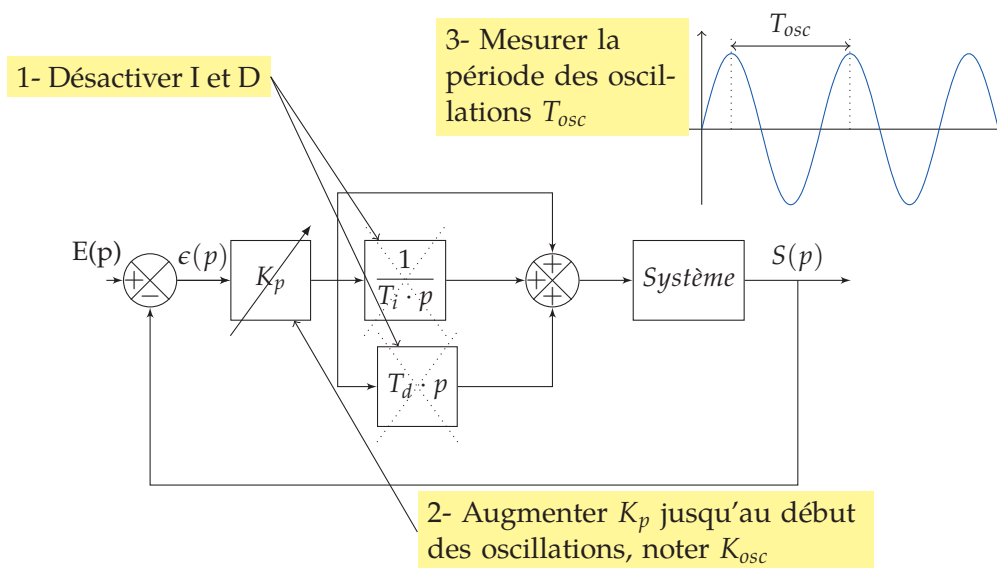 3- Mesurer la
période des oscil-
lations T_osc
T_osc
1- Désactiver I et D
E(p)
+
−
ϵ(p)
K_p
1
T_i · p
T_d · p
+
+
+
Système
S(p)
2- Augmenter K_p jusqu'au début
des oscillations, noter K_osc